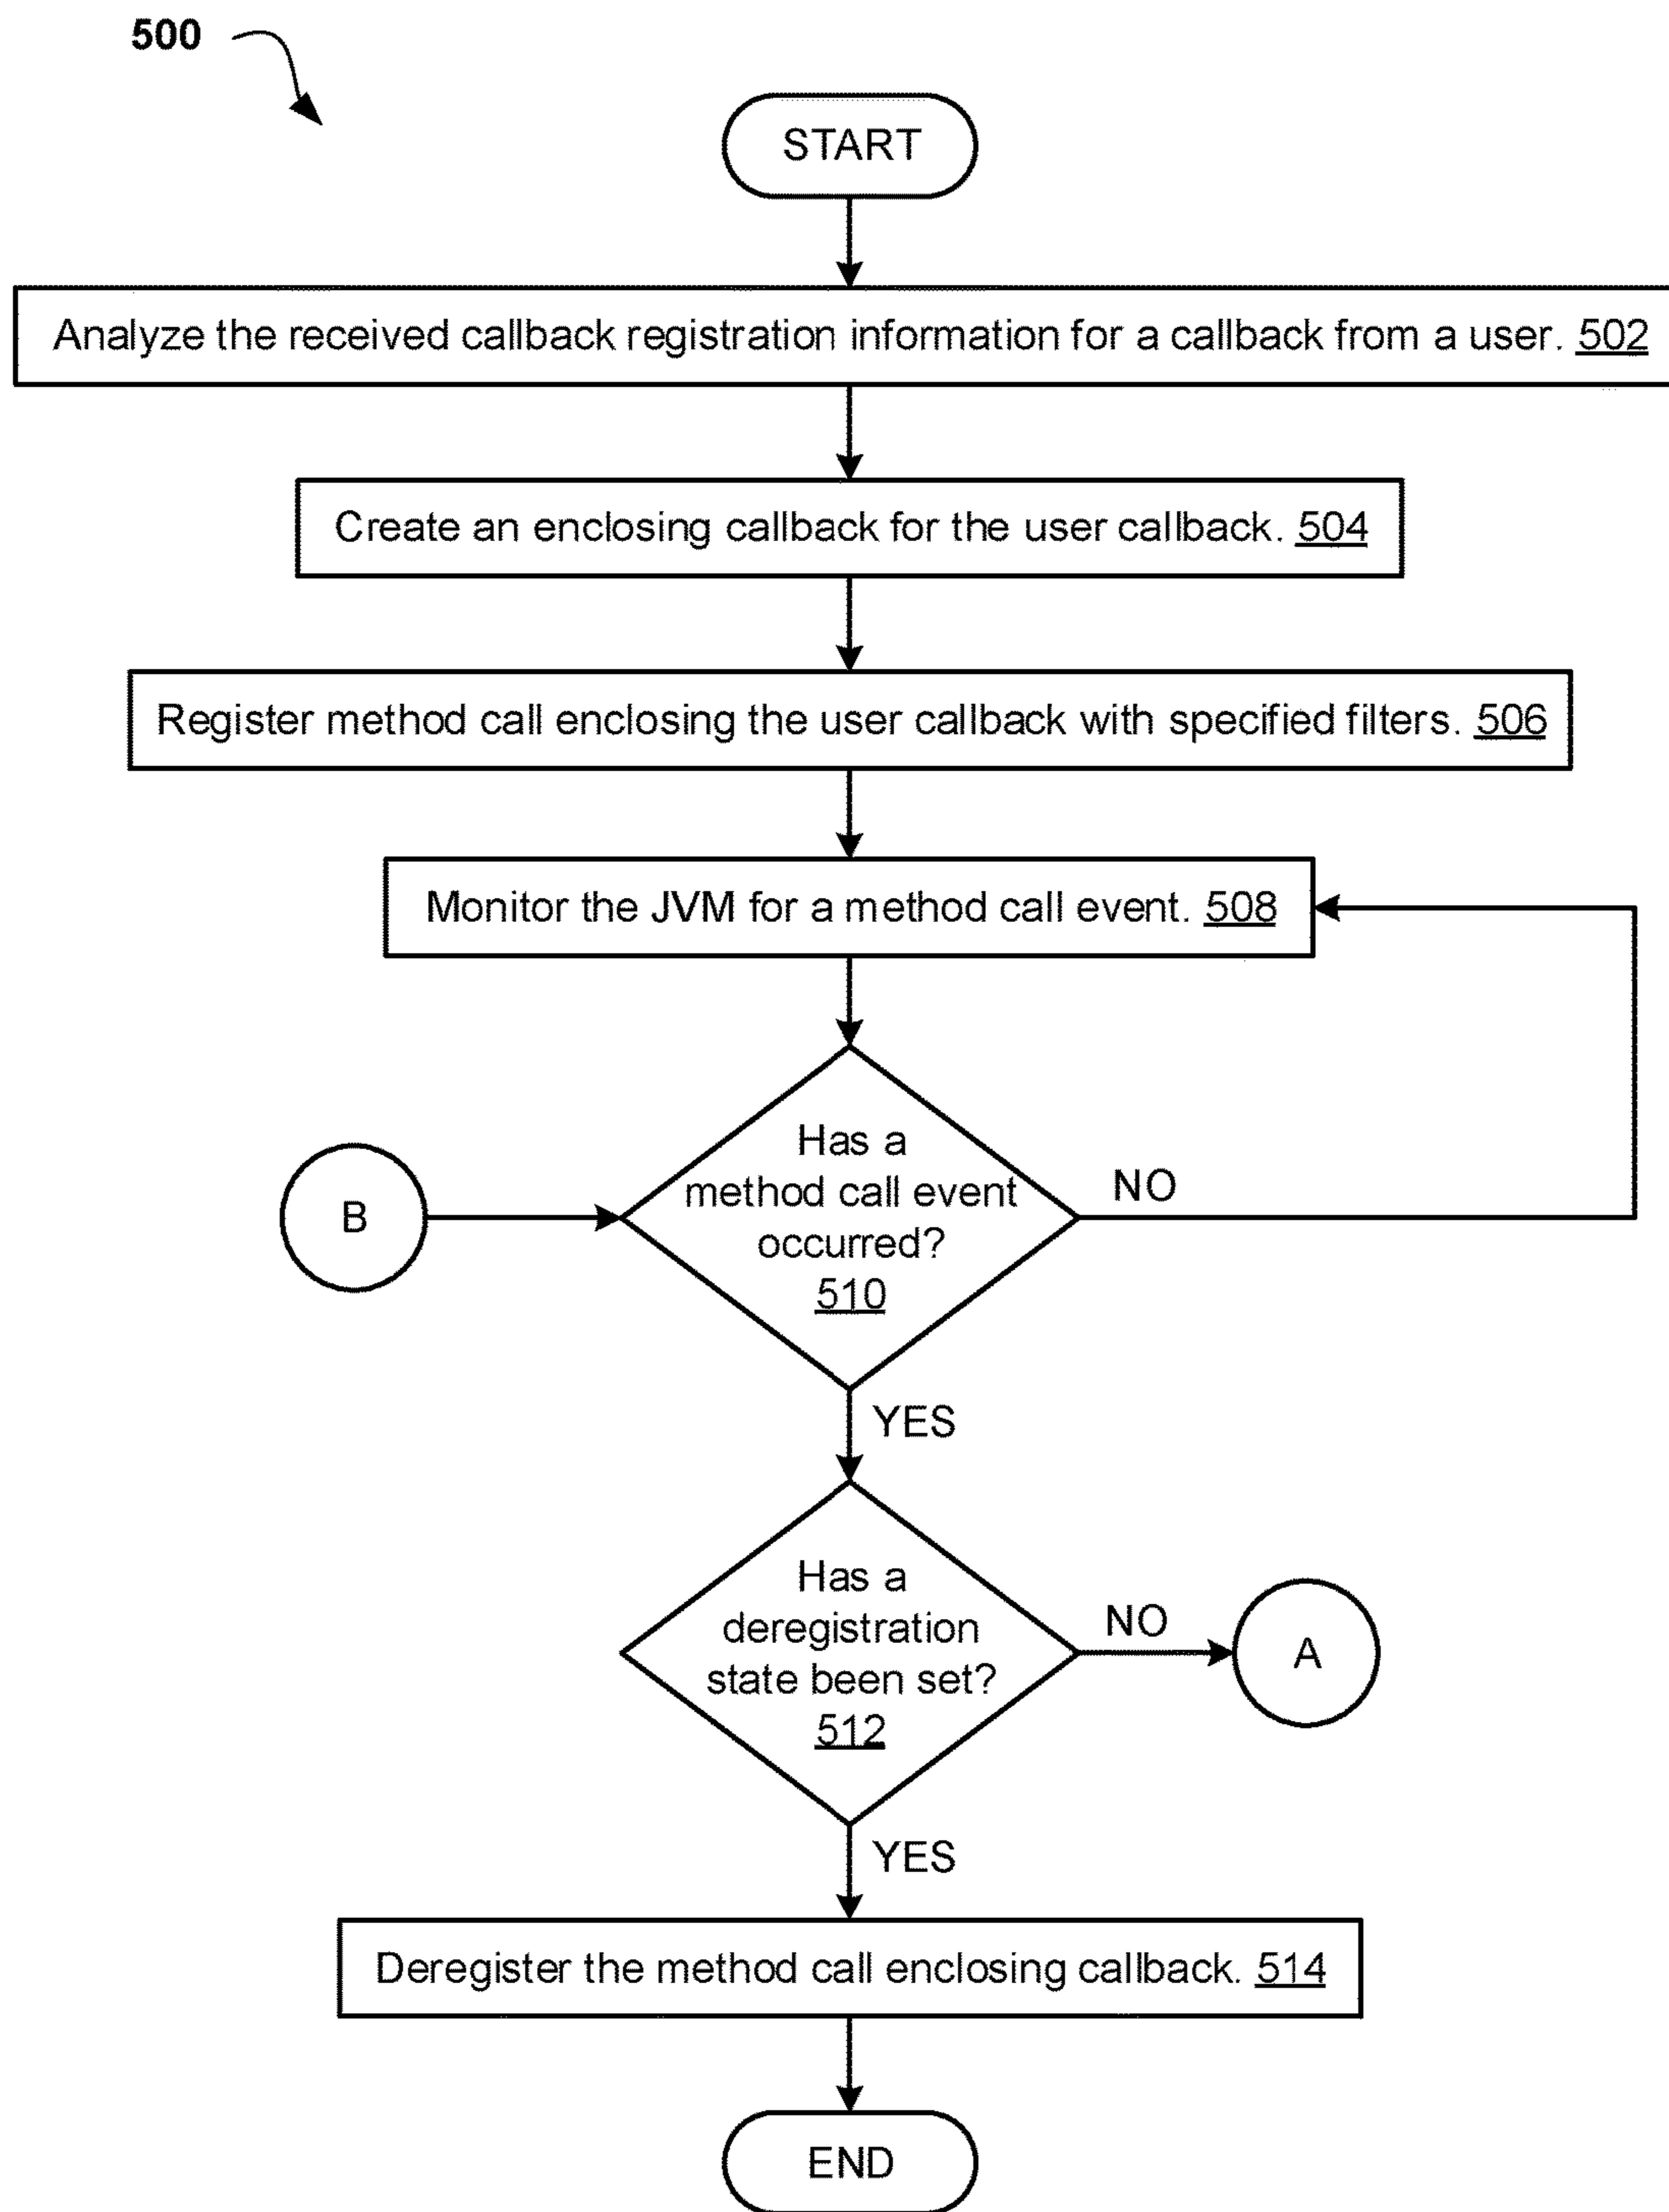 500
START
Analyze the received callback registration information for a callback from a user. 502
Create an enclosing callback for the user callback. 504
Register method call enclosing the user callback with specified filters. 506
Monitor the JVM for a method call event. 508
Has a
method call event
occurred?
510
NO
B
YES
Has a
deregistration
state been set?
512
NO
A
YES
Deregister the method call enclosing callback. 514
END